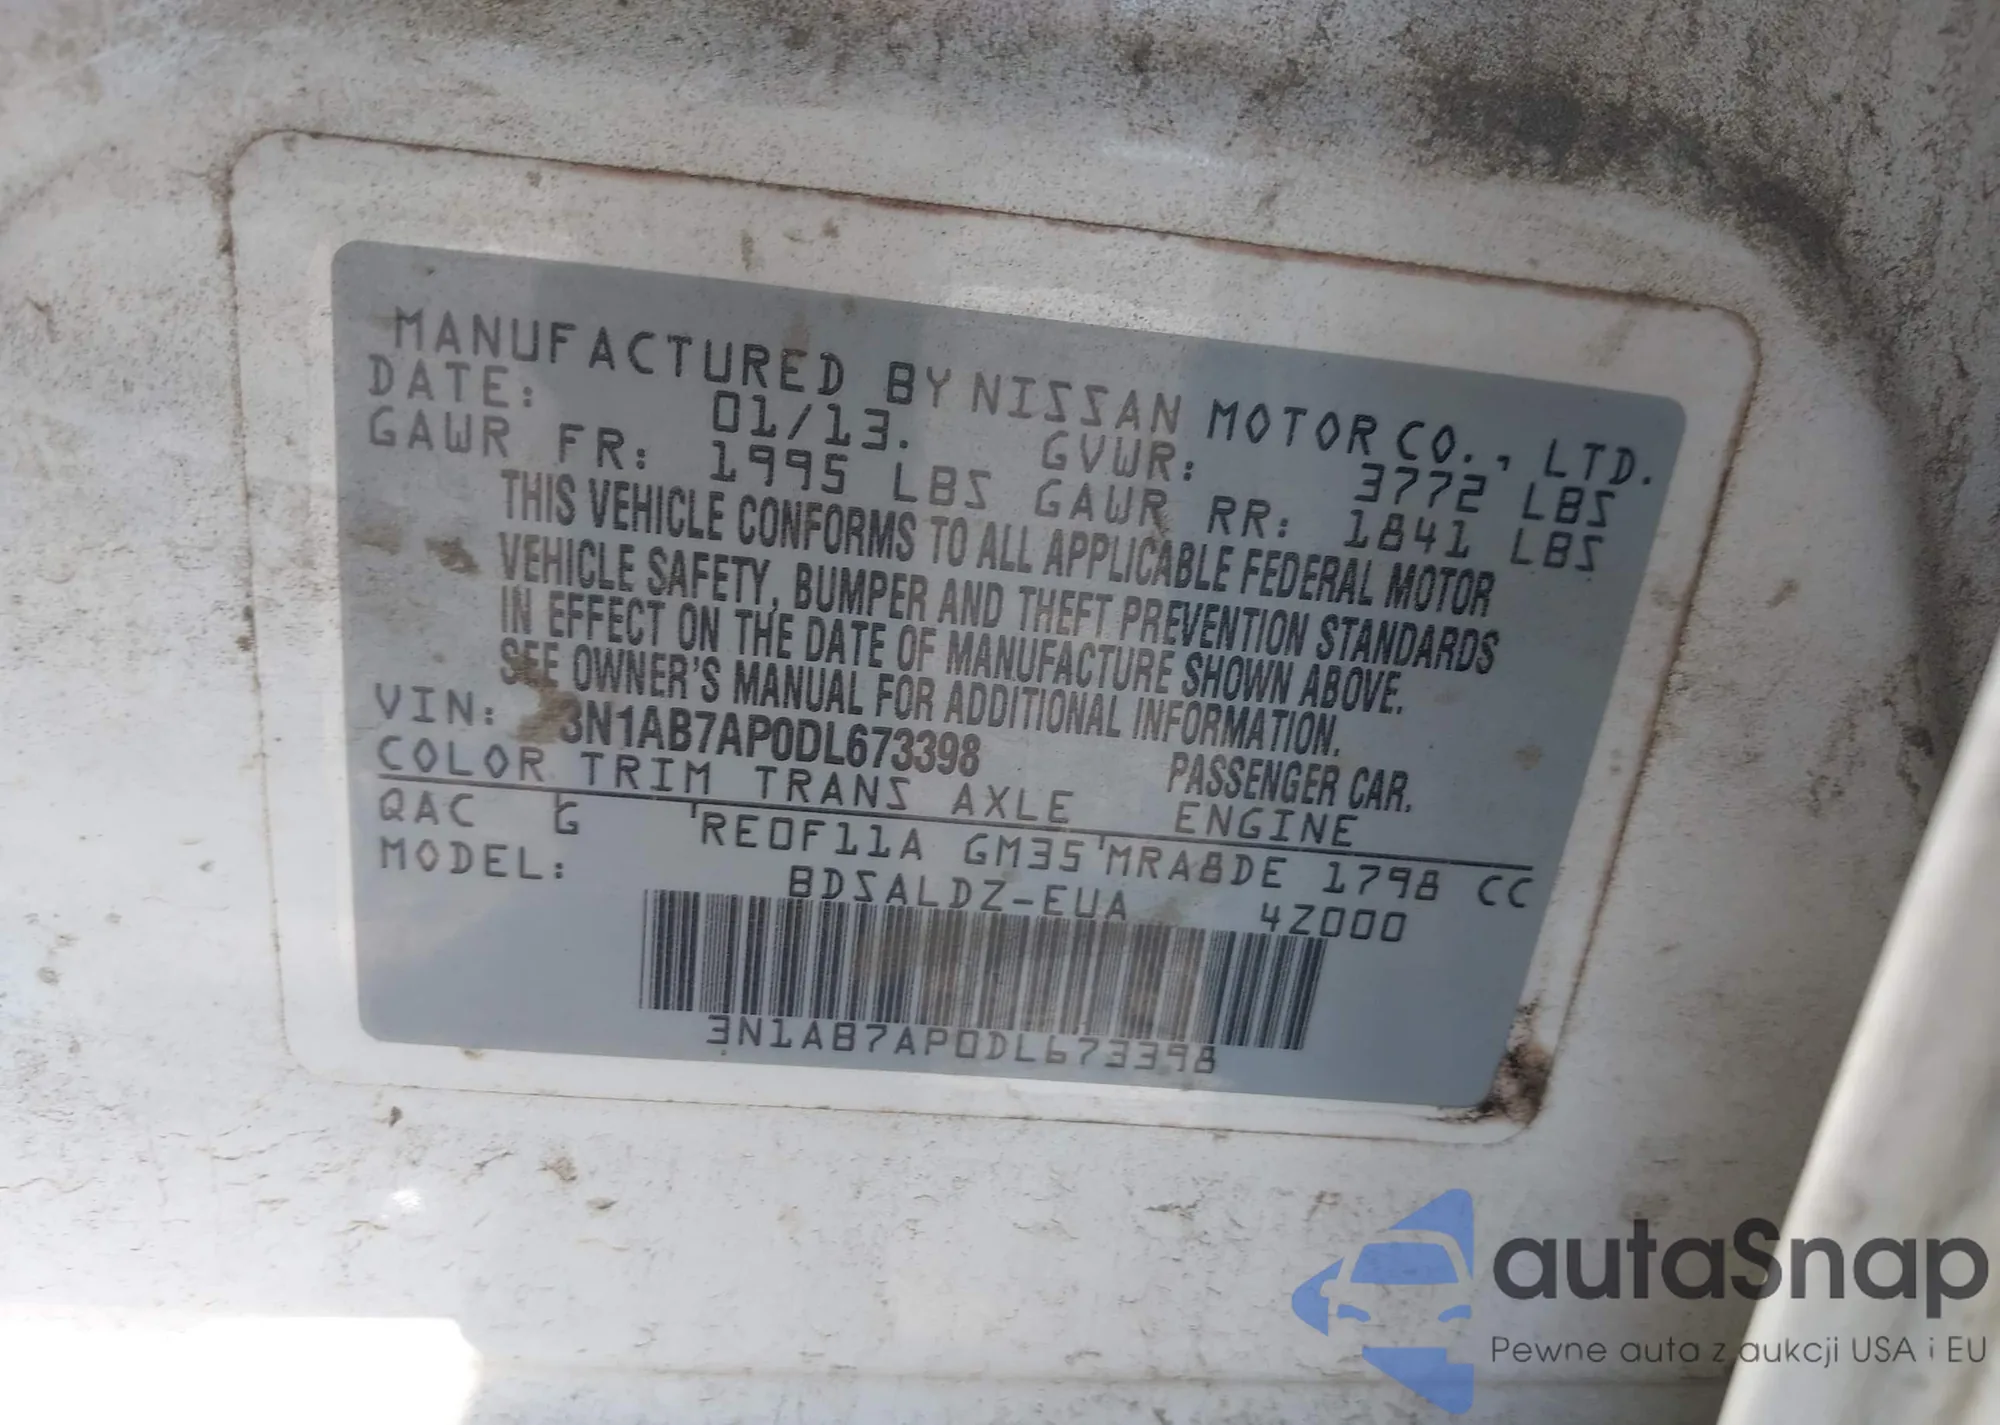 MANUFACTURED BY NISSAN MOTOR CO., LTD.
DATE: 01/13. GVWR: 3772 LBS
GAWR FR: 1995 LBS GAWR RR: 1841 LBS
THIS VEHICLE CONFORMS TO ALL APPLICABLE FEDERAL MOTOR
VEHICLE SAFETY, BUMPER AND THEFT PREVENTION STANDARDS
IN EFFECT ON THE DATE OF MANUFACTURE SHOWN ABOVE.
SEE OWNER'S MANUAL FOR ADDITIONAL INFORMATION.
VIN: 3N1AB7AP0DL673398 PASSENGER CAR.
COLOR TRIM TRANS AXLE ENGINE
QAC G RE0F11A GM35 MRA8DE 1798 CC
MODEL: BDSALDZ-EUA 4Z000
3N1AB7AP0DL673398
autaSnap
Pewne auta z aukcji USA i EU